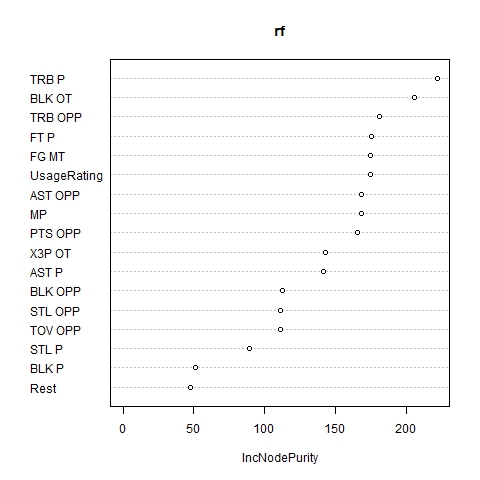 rf
TRB P
BLK OT
TRB OPP
FT P
FG MT
UsageRating
AST OPP
MP
PTS OPP
X3P OT
AST P
BLK OPP
STL OPP
TOV OPP
STL P
BLK P
Rest
0 50 100 150 200
IncNodePurity